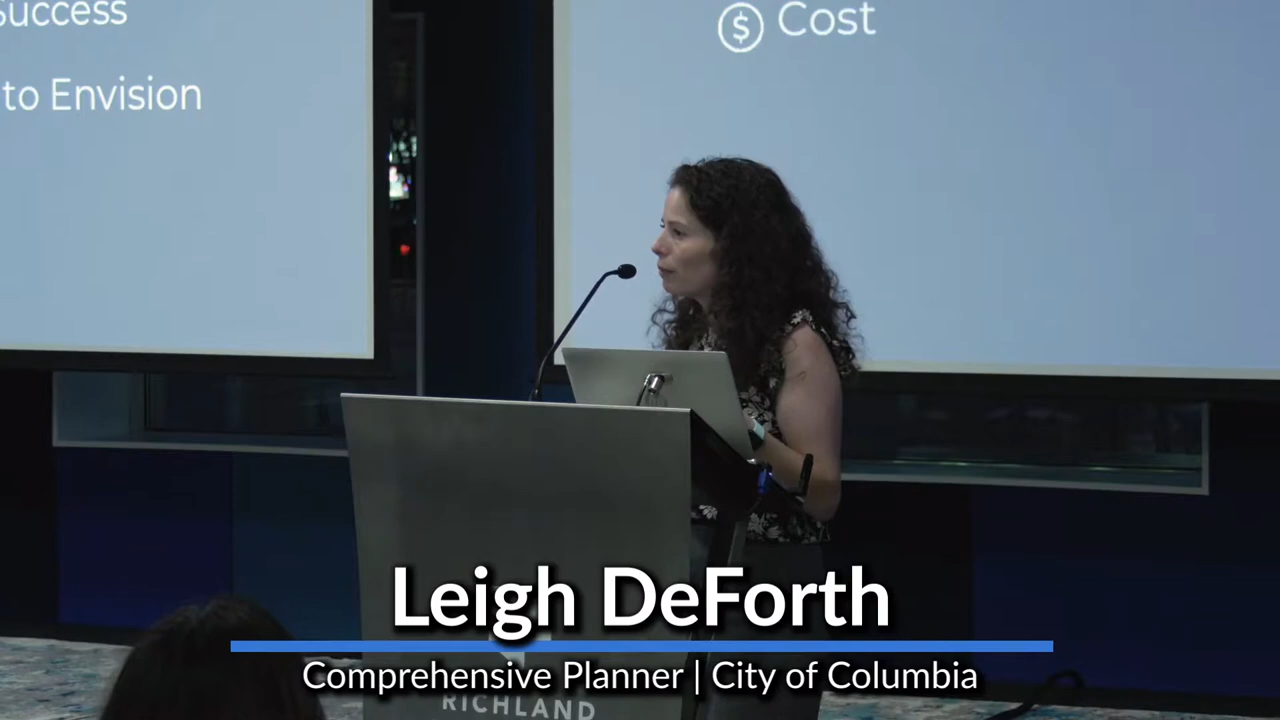 Success
to Envision
$ Cost
Leigh DeForth
Comprehensive Planner | City of Columbia
RICHLAND